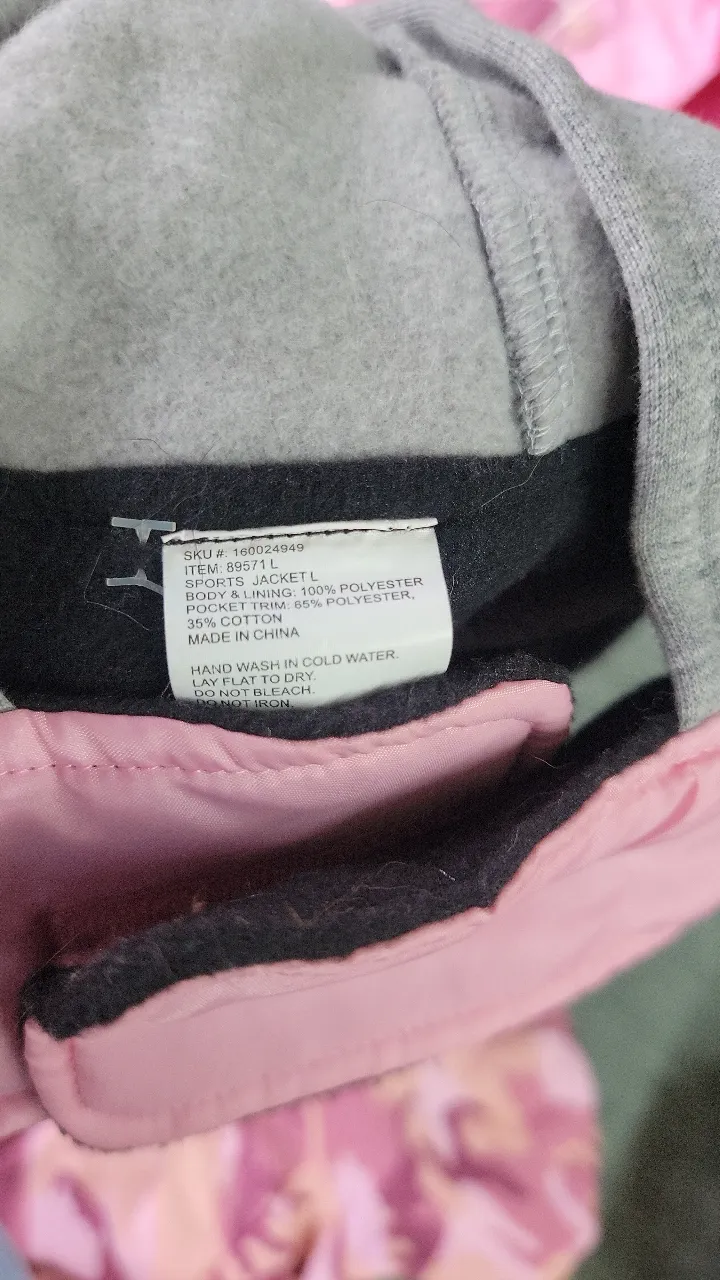 SKU #: 160024949
ITEM: 89571 L
SPORTS JACKET L
BODY & LINING: 100% POLYESTER
POCKET TRIM: 65% POLYESTER,
35% COTTON
MADE IN CHINA
HAND WASH IN COLD WATER.
LAY FLAT TO DRY.
DO NOT BLEACH.
DO NOT IRON.